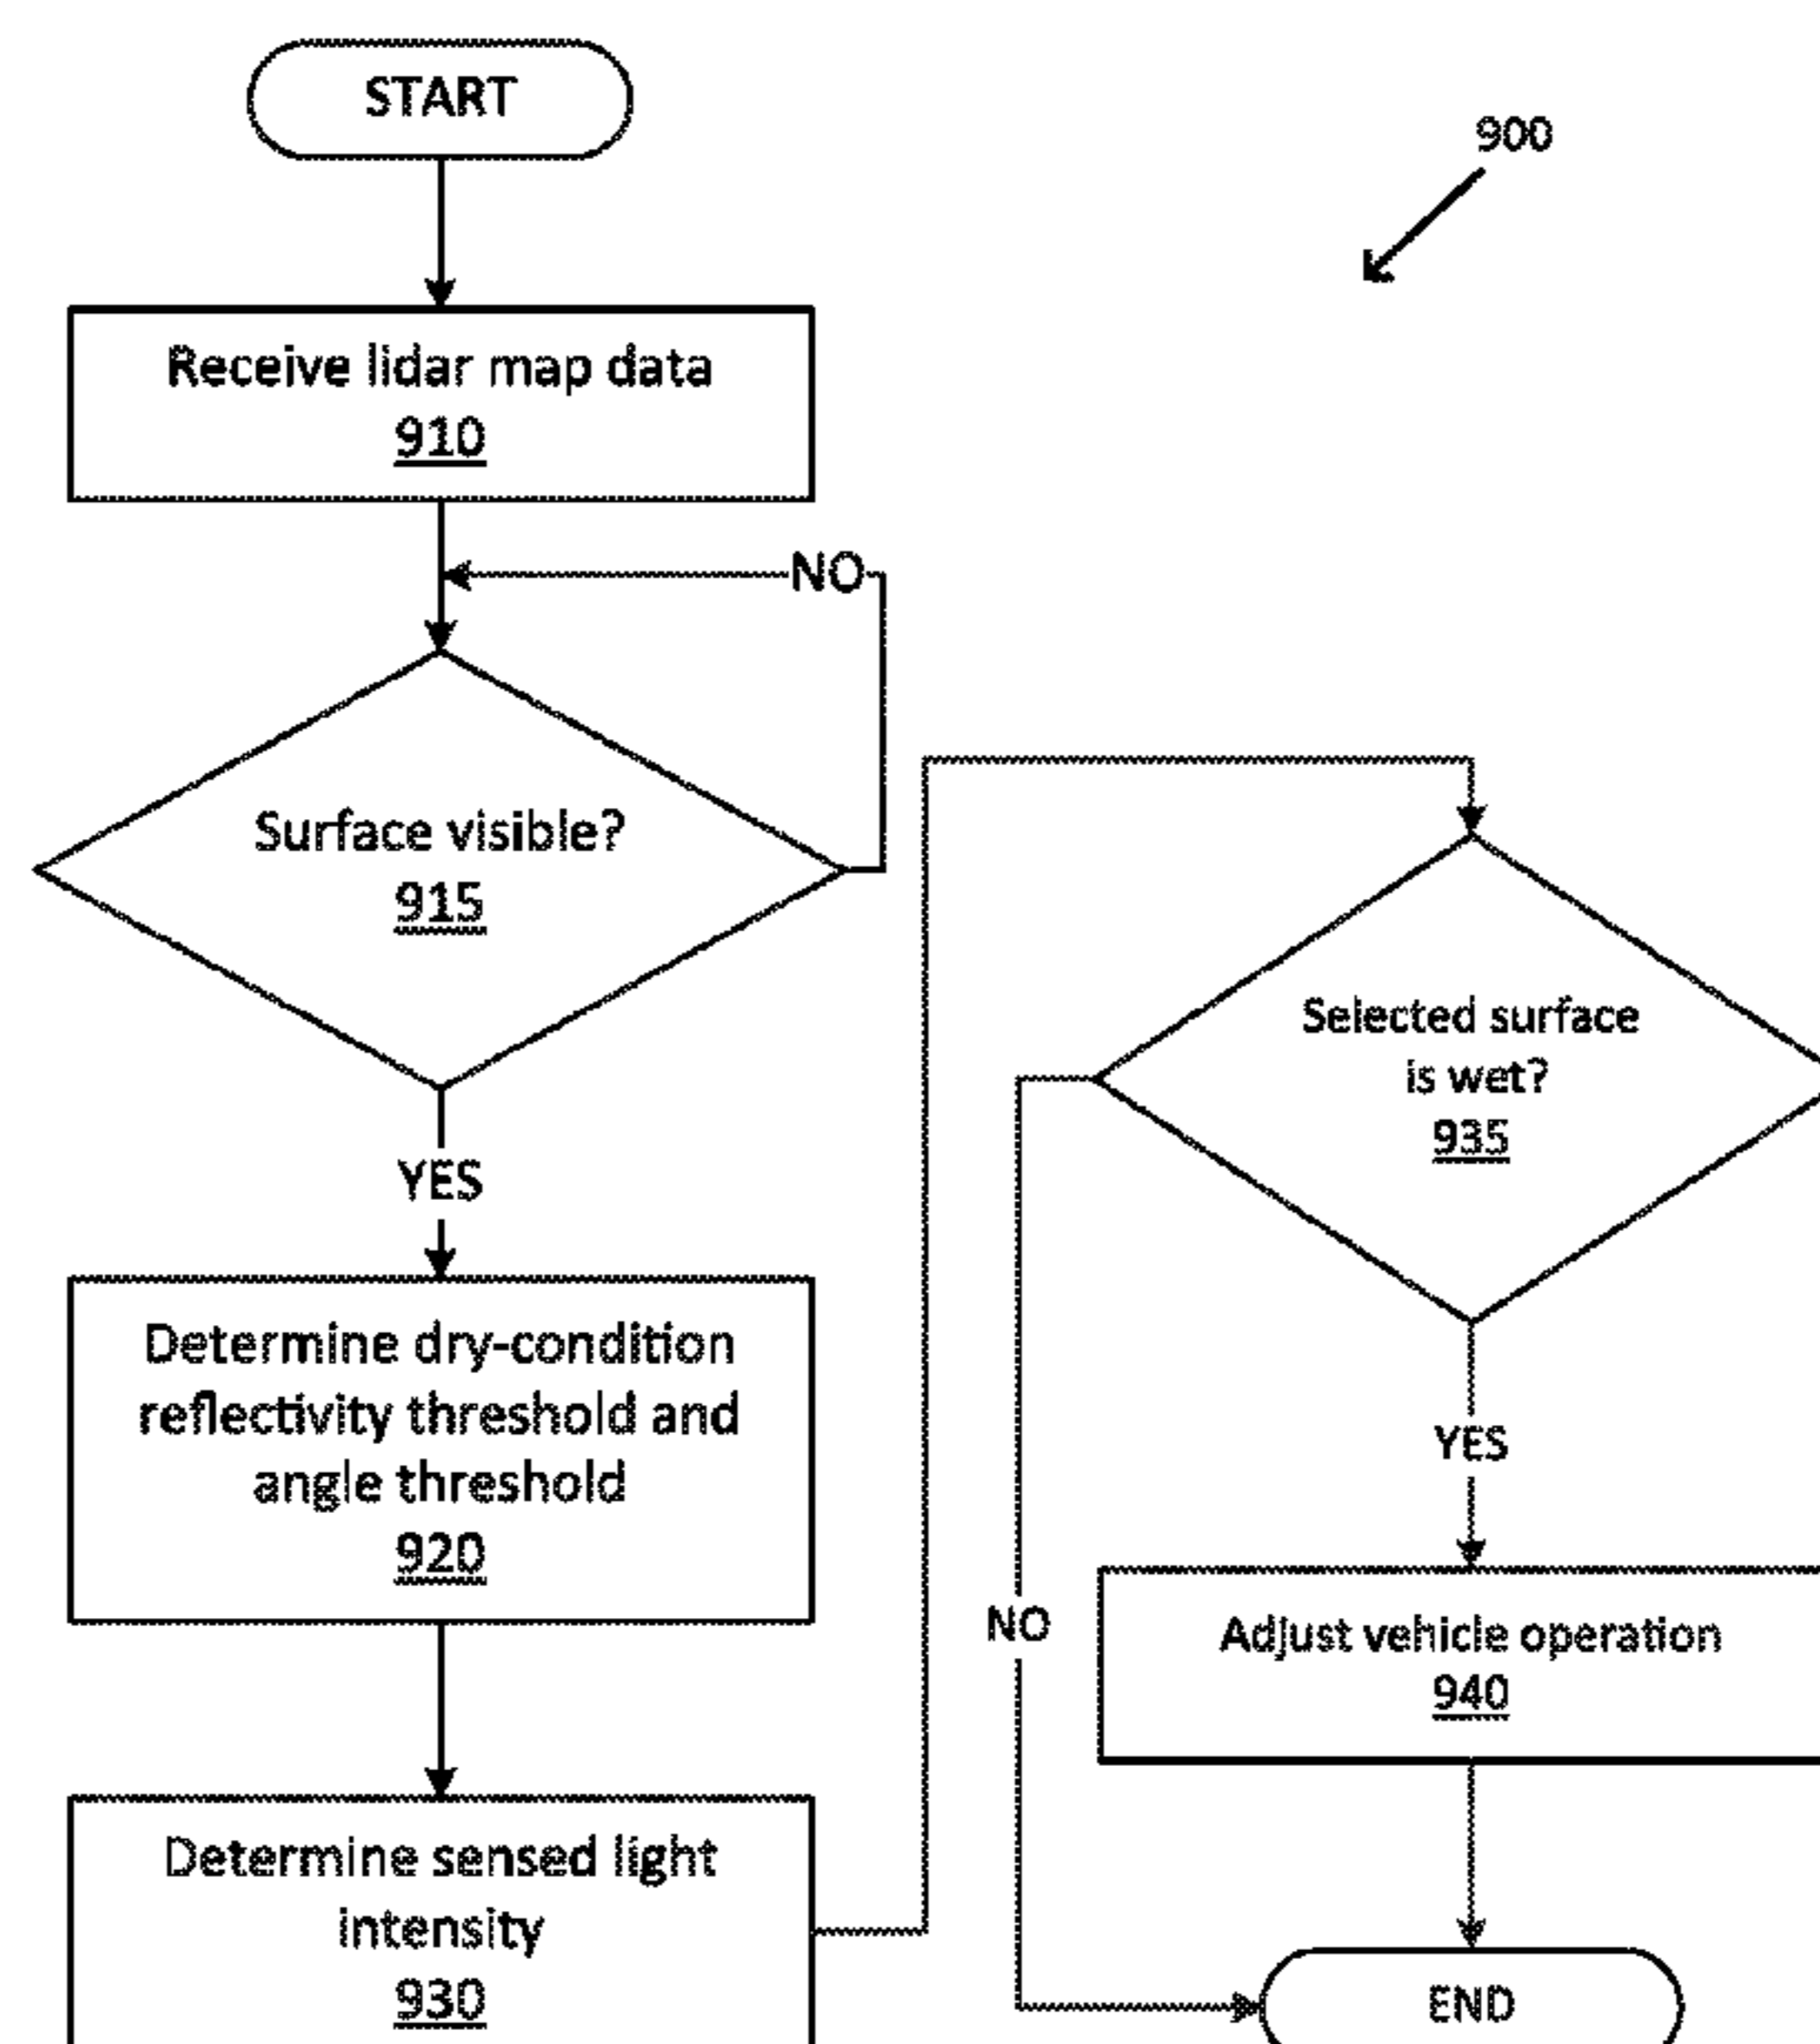 START
900
Receive lidar map data
910
NO
Surface visible?
915
YES
Determine dry-condition
reflectivity threshold and
angle threshold
920
Determine sensed light
intensity
930
Selected surface
is wet?
935
YES
NO
Adjust vehicle operation
940
END